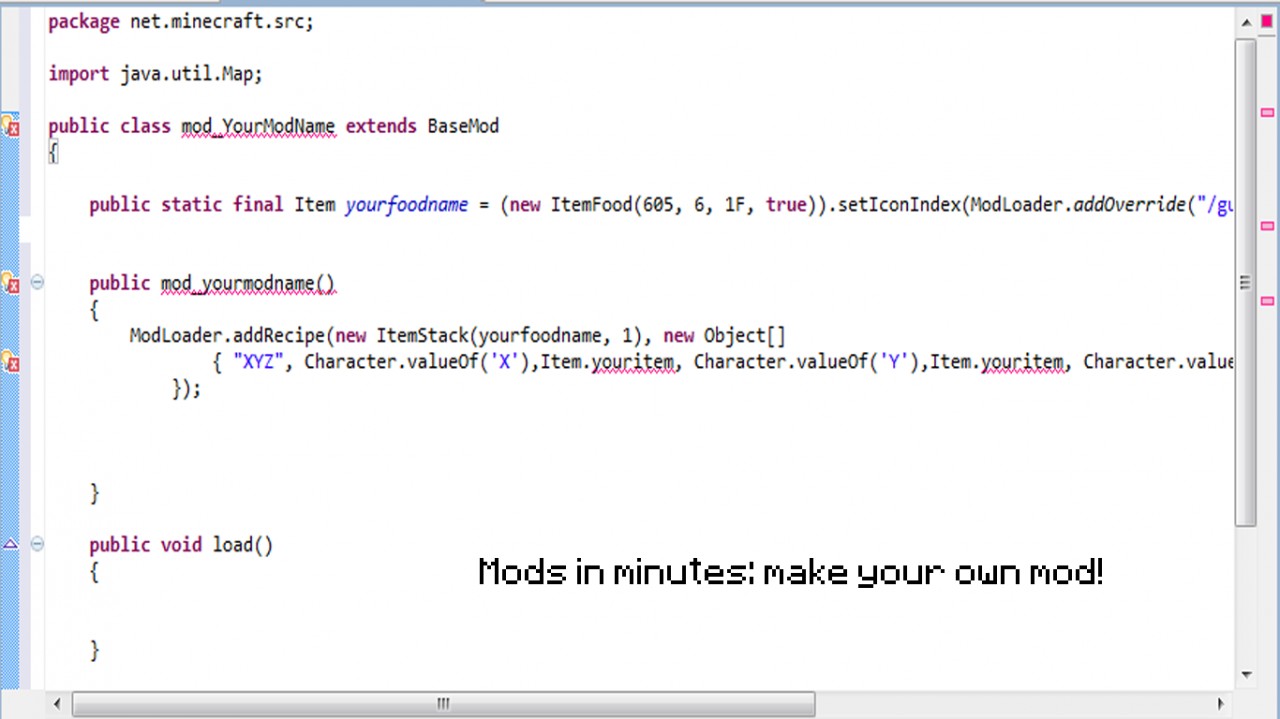 package net.minecraft.src;
import java.util.Map;
public class mod_YourModName extends BaseMod
{
public static final Item yourfoodname = (new ItemFood(605, 6, 1F, true)).setIconIndex(ModLoader.addOverride("/gu
public mod_yourmodname()
{
ModLoader.addRecipe(new ItemStack(yourfoodname, 1), new Object[]
{ "XYZ", Character.valueOf('X'),Item.youritem, Character.valueOf('Y'),Item.youritem, Character.value
});
}
public void load()
{
Mods in minutes: make your own mod!
}